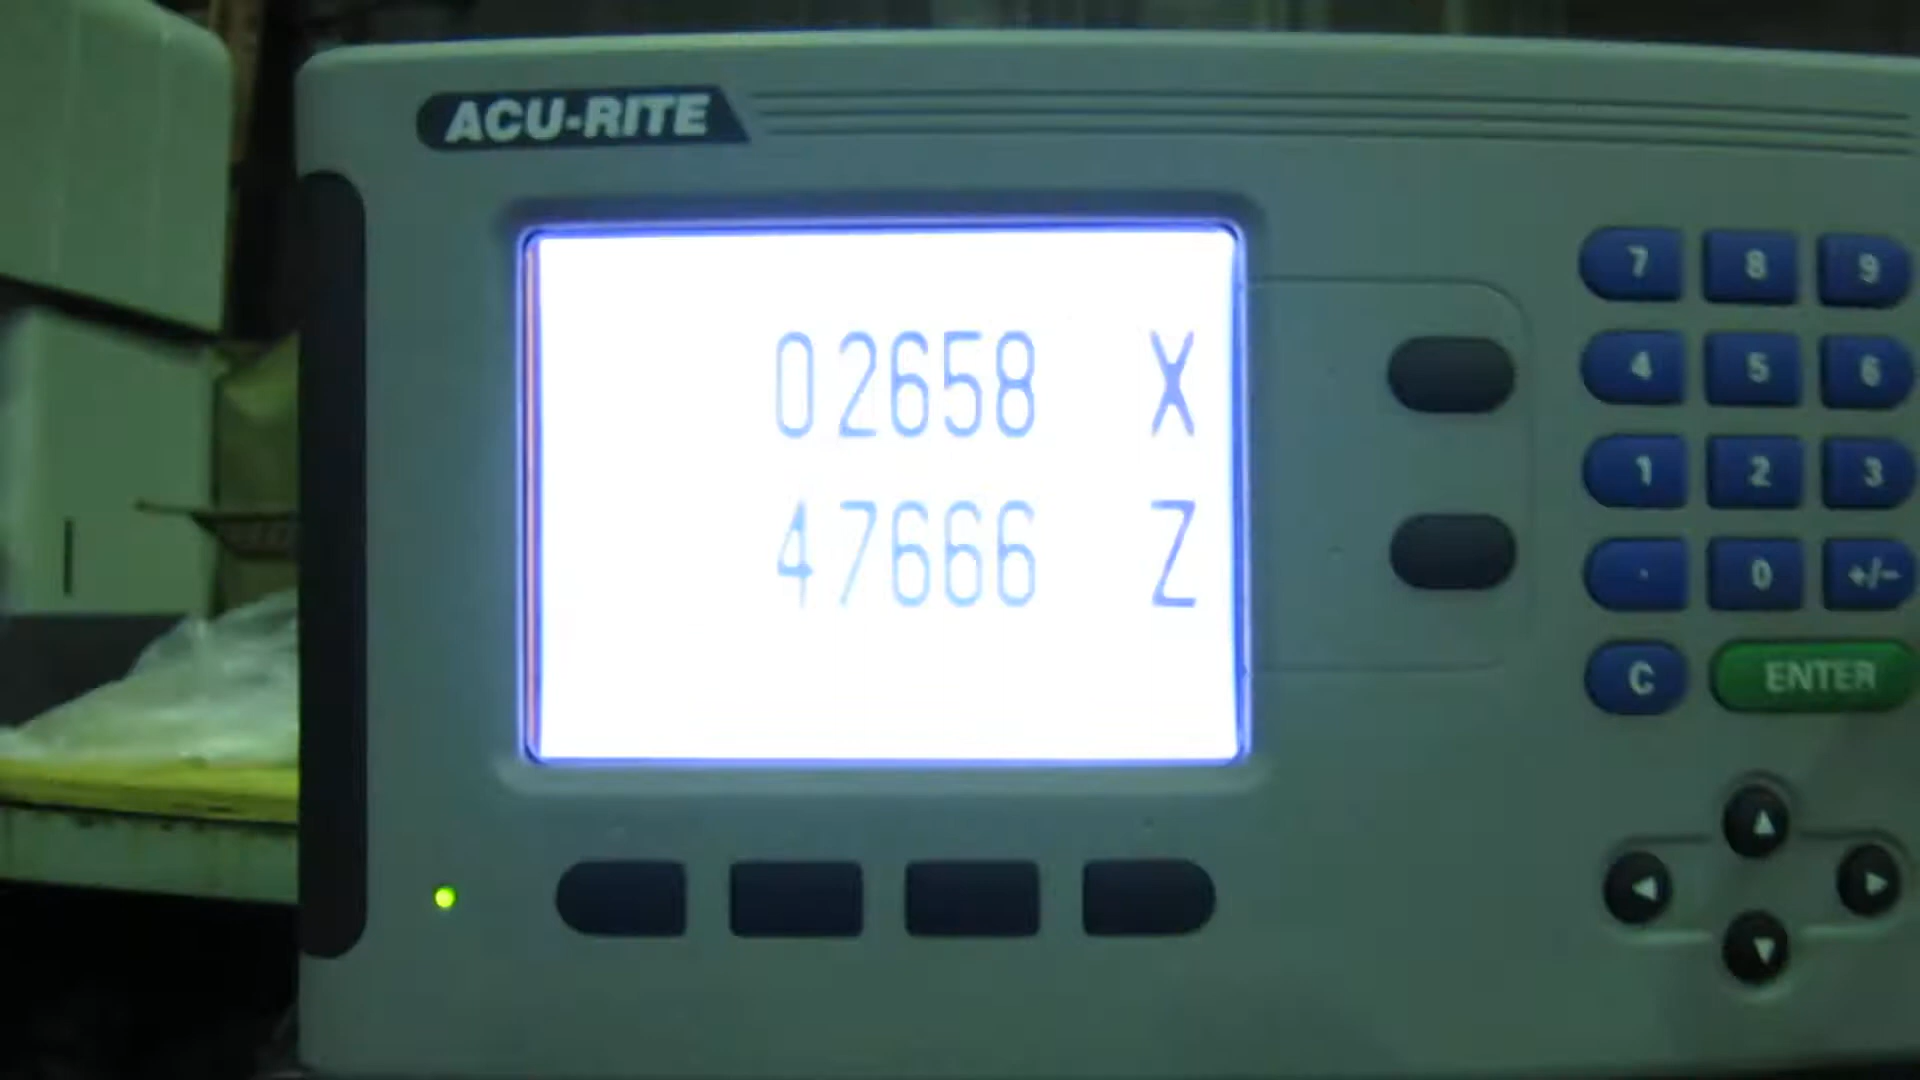 ACU-RITE
02658 X
47666 Z
7 8 9
4 5 6
1 2 3
. 0 +/-
C ENTER